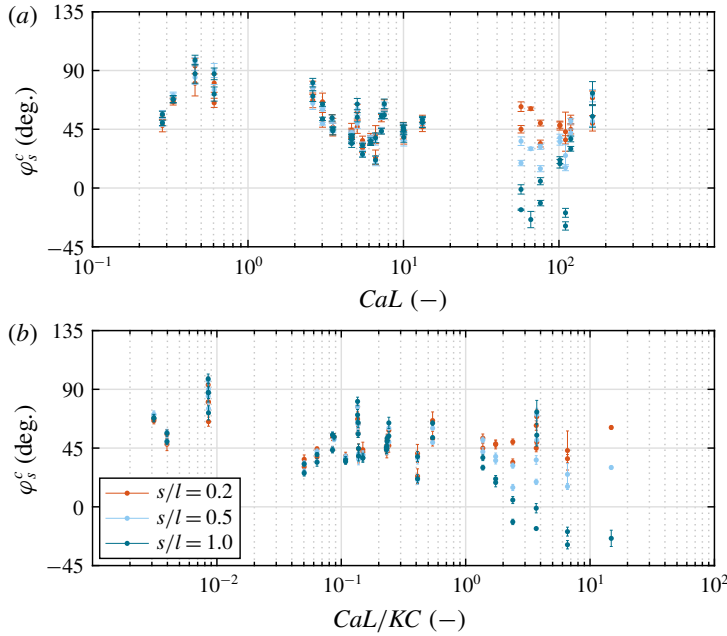 (a)
135
90
45
0
−45
φ_s^c (deg.)
10^−1 10^0 10^1 10^2
CaL (−)
(b)
135
90
45
0
−45
φ_s^c (deg.)
s/l = 0.2
s/l = 0.5
s/l = 1.0
10^−2 10^−1 10^0 10^1 10^2
CaL/KC (−)